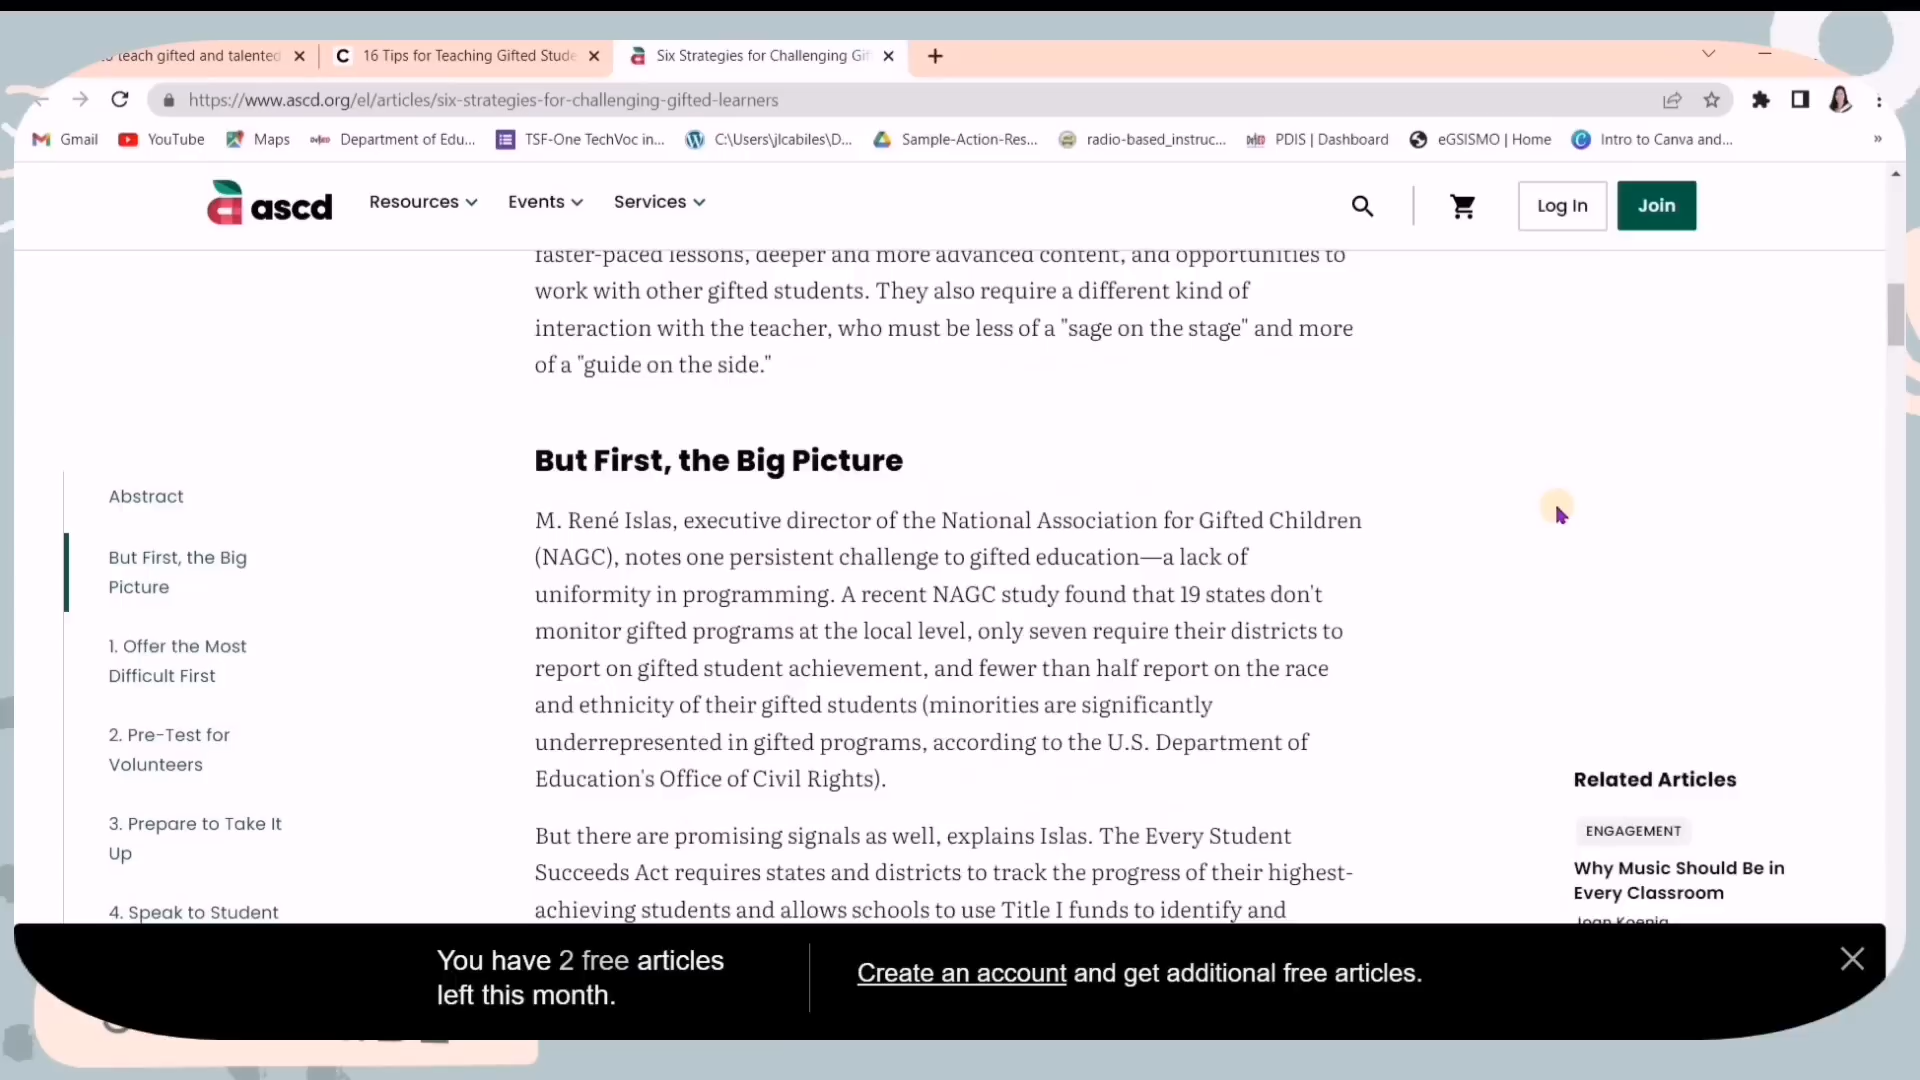 to teach gifted and talented
16 Tips for Teaching Gifted Stude
Six Strategies for Challenging Gif
https://www.ascd.org/el/articles/six-strategies-for-challenging-gifted-learners
Gmail
YouTube
Maps
Department of Edu...
TSF-One TechVoc in...
C:\Users\jlcabiles\D...
Sample-Action-Res...
radio-based_instruc...
PDIS | Dashboard
eGSISMO | Home
Intro to Canva and...
»
ascd
Resources
Events
Services
Log In
Join
faster-paced lessons, deeper and more advanced content, and opportunities to
work with other gifted students. They also require a different kind of
interaction with the teacher, who must be less of a "sage on the stage" and more
of a "guide on the side."
But First, the Big Picture
M. René Islas, executive director of the National Association for Gifted Children
(NAGC), notes one persistent challenge to gifted education—a lack of
uniformity in programming. A recent NAGC study found that 19 states don't
monitor gifted programs at the local level, only seven require their districts to
report on gifted student achievement, and fewer than half report on the race
and ethnicity of their gifted students (minorities are significantly
underrepresented in gifted programs, according to the U.S. Department of
Education's Office of Civil Rights).
But there are promising signals as well, explains Islas. The Every Student
Succeeds Act requires states and districts to track the progress of their highest-
achieving students and allows schools to use Title I funds to identify and
Abstract
But First, the Big
Picture
1. Offer the Most
Difficult First
2. Pre-Test for
Volunteers
3. Prepare to Take It
Up
4. Speak to Student
Related Articles
ENGAGEMENT
Why Music Should Be in
Every Classroom
Joan Koenig
You have 2 free articles
left this month.
Create an account and get additional free articles.